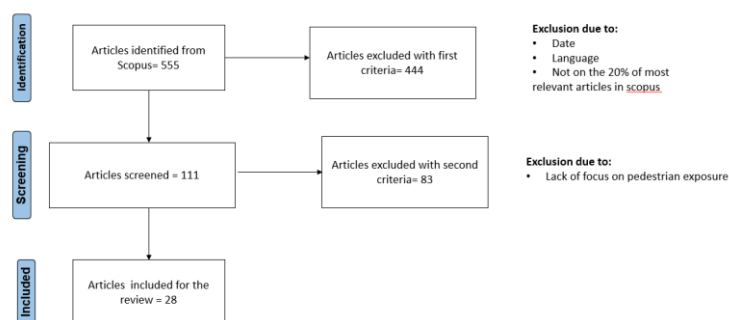 Identification
Articles identified from
Scopus= 555
Articles excluded with first
criteria= 444
Exclusion due to:
• Date
• Language
• Not on the 20% of most
relevant articles in scopus
Screening
Articles screened = 111
Articles excluded with second
criteria= 83
Exclusion due to:
• Lack of focus on pedestrian exposure
Included
Articles included for the
review = 28